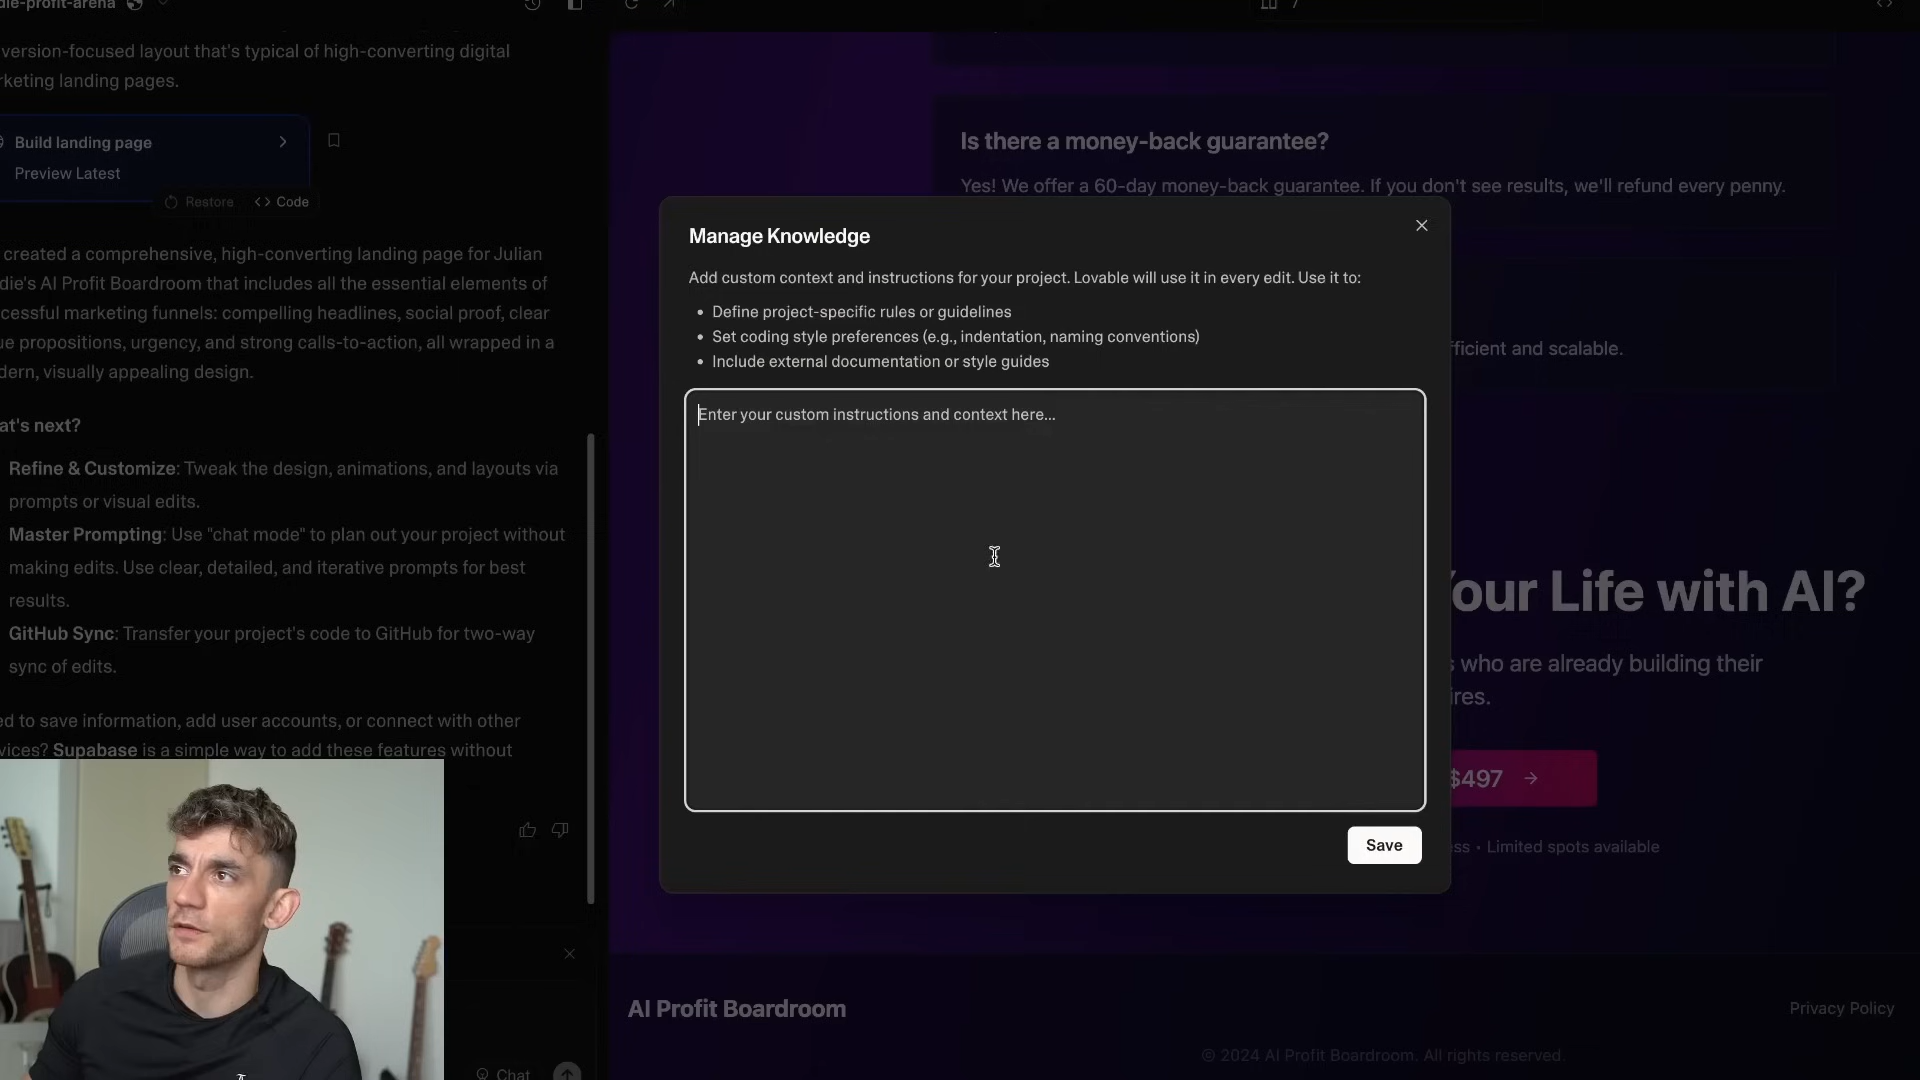 die-profit-arena
version-focused layout that's typical of high-converting digital
rketing landing pages.
Build landing page
Preview Latest
Restore
Code
created a comprehensive, high-converting landing page for Julian
die's AI Profit Boardroom that includes all the essential elements of
ccessful marketing funnels: compelling headlines, social proof, clear
ue propositions, urgency, and strong calls-to-action, all wrapped in a
dern, visually appealing design.
at's next?
Refine & Customize: Tweak the design, animations, and layouts via
prompts or visual edits.
Master Prompting: Use "chat mode" to plan out your project without
making edits. Use clear, detailed, and iterative prompts for best
results.
GitHub Sync: Transfer your project's code to GitHub for two-way
sync of edits.
ed to save information, add user accounts, or connect with other
vices? Supabase is a simple way to add these features without
Chat
/
Is there a money-back guarantee?
Yes! We offer a 60-day money-back guarantee. If you don't see results, we'll refund every penny.
Manage Knowledge
Add custom context and instructions for your project. Lovable will use it in every edit. Use it to:
• Define project-specific rules or guidelines
• Set coding style preferences (e.g., indentation, naming conventions)
• Include external documentation or style guides
Enter your custom instructions and context here...
Save
fficient and scalable.
our Life with AI?
s who are already building their
ires.
$497
ss • Limited spots available
AI Profit Boardroom
Privacy Policy
© 2024 AI Profit Boardroom. All rights reserved.